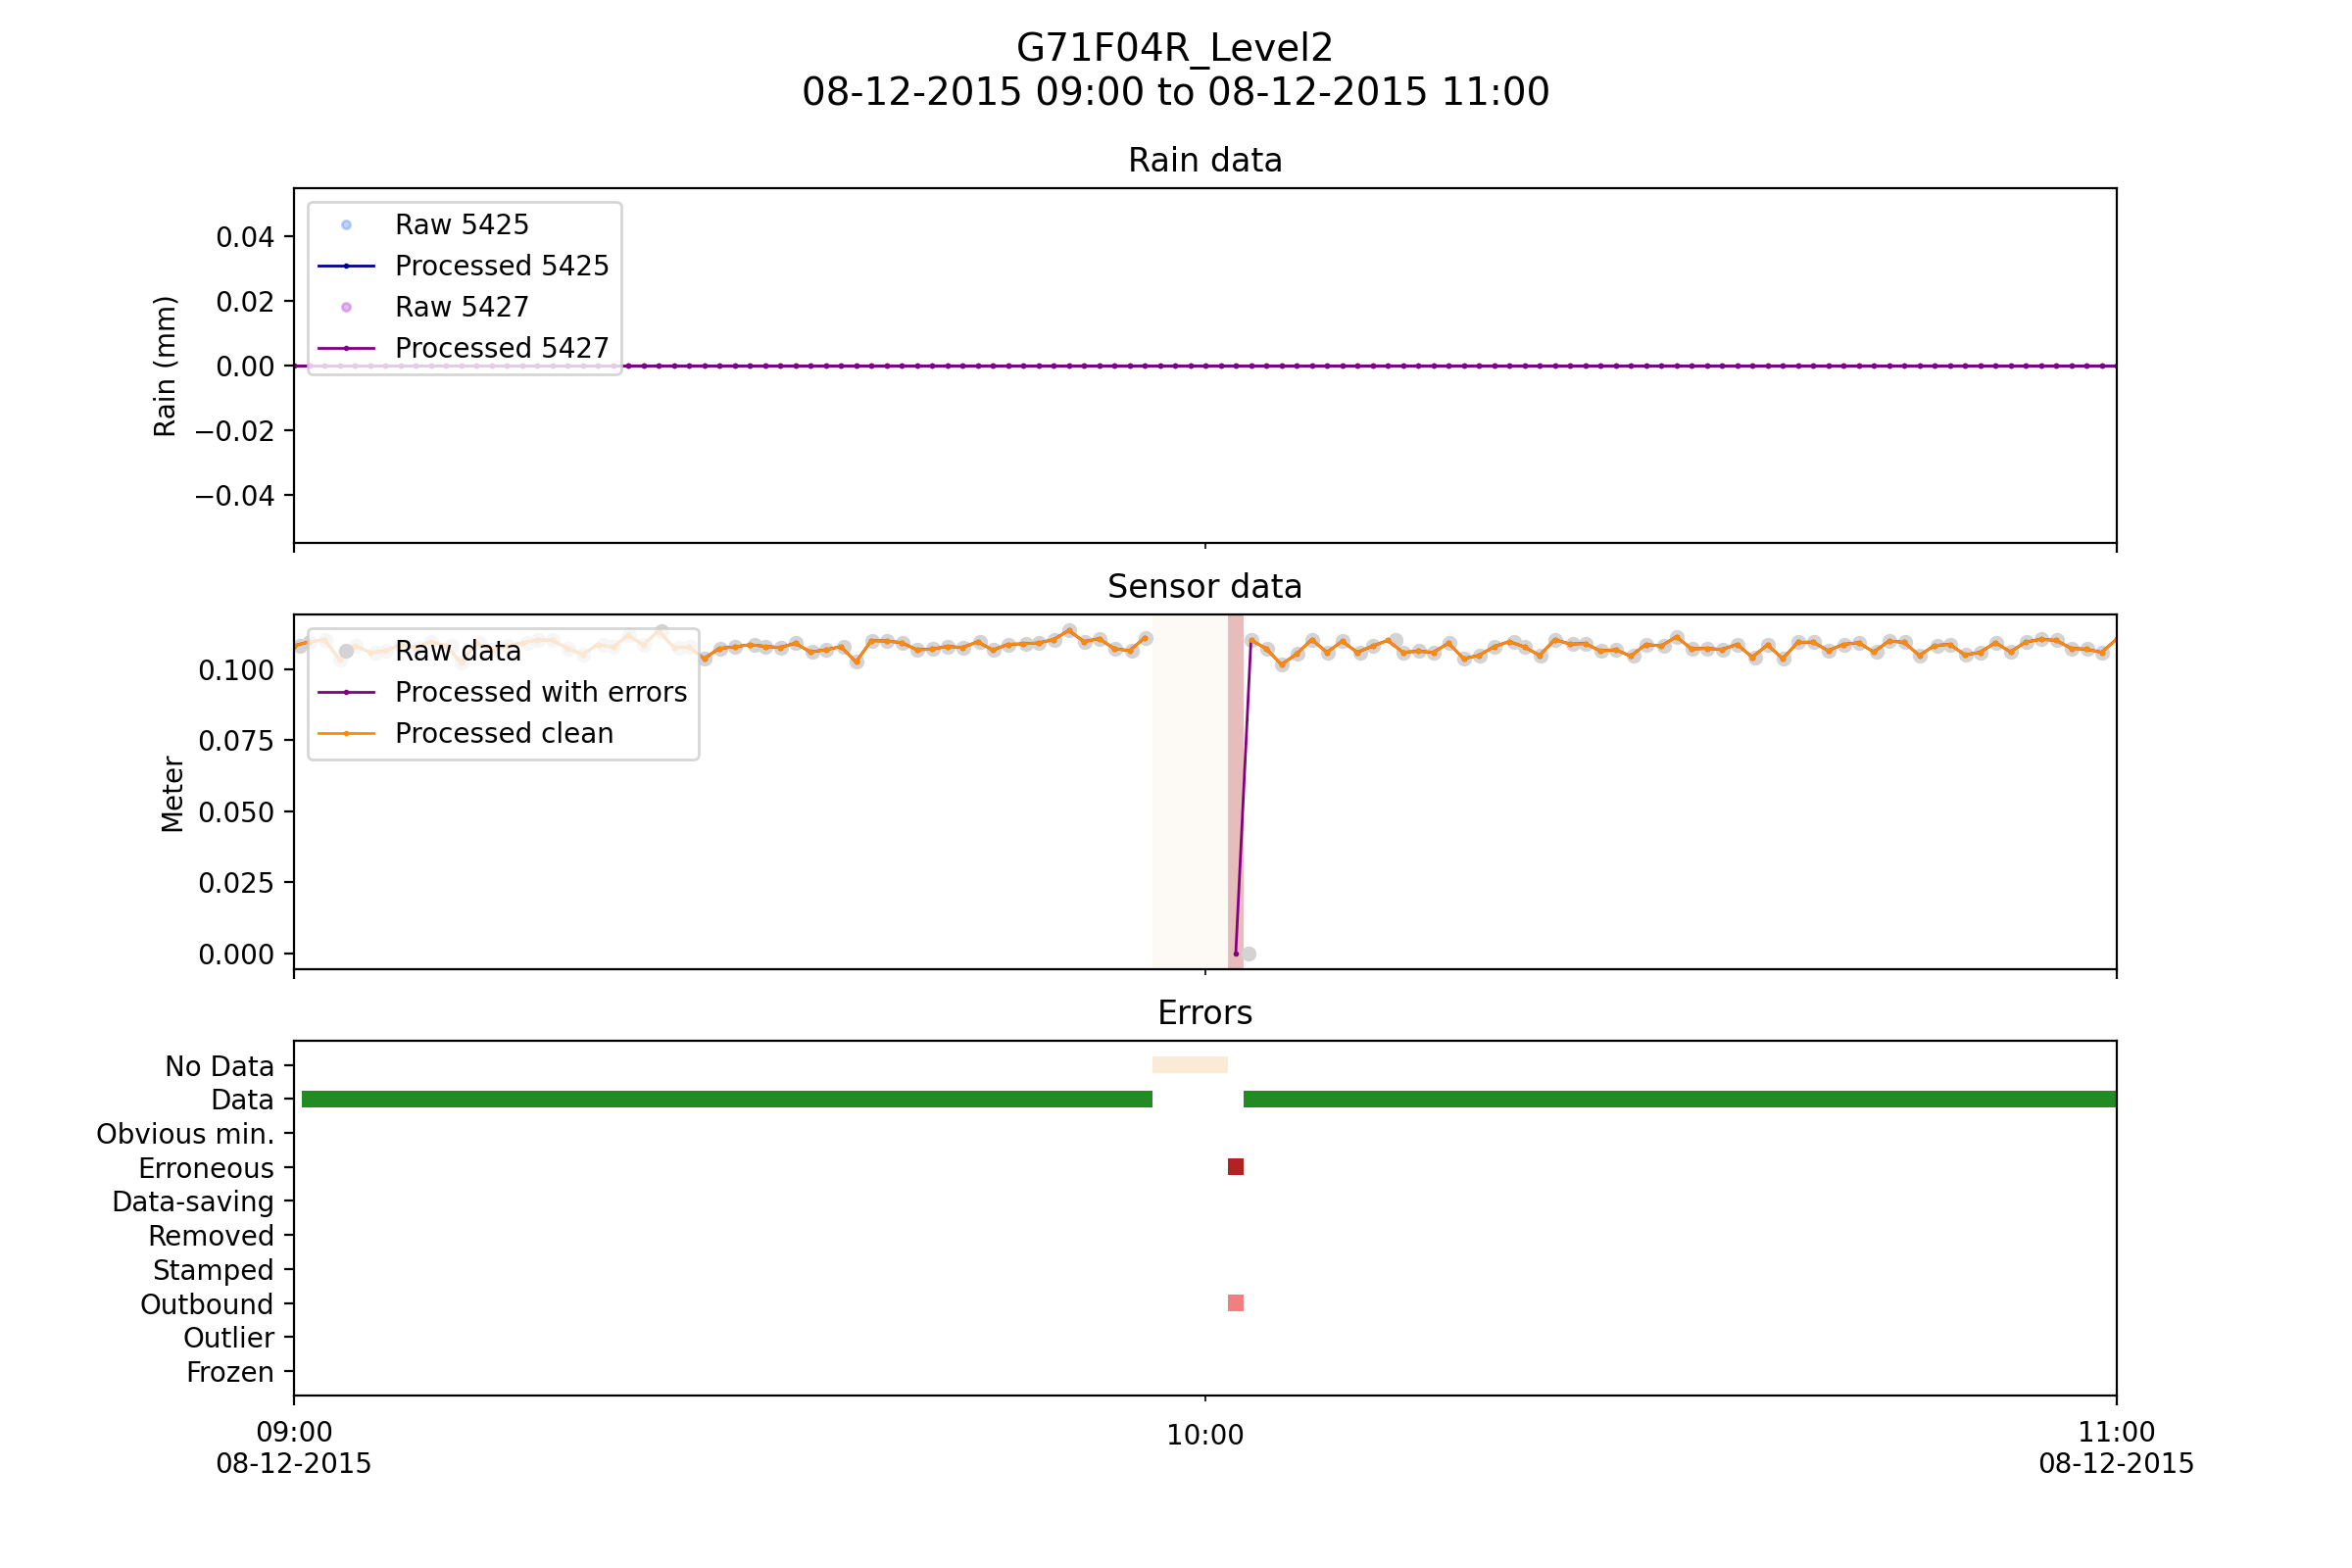 G71F04R_Level2
08-12-2015 09:00 to 08-12-2015 11:00
Rain data
Rain (mm)
0.04
0.02
0.00
−0.02
−0.04
Raw 5425
Processed 5425
Raw 5427
Processed 5427
Sensor data
Meter
0.100
0.075
0.050
0.025
0.000
Raw data
Processed with errors
Processed clean
Errors
No Data
Data
Obvious min.
Erroneous
Data-saving
Removed
Stamped
Outbound
Outlier
Frozen
09:00
08-12-2015
10:00
11:00
08-12-2015